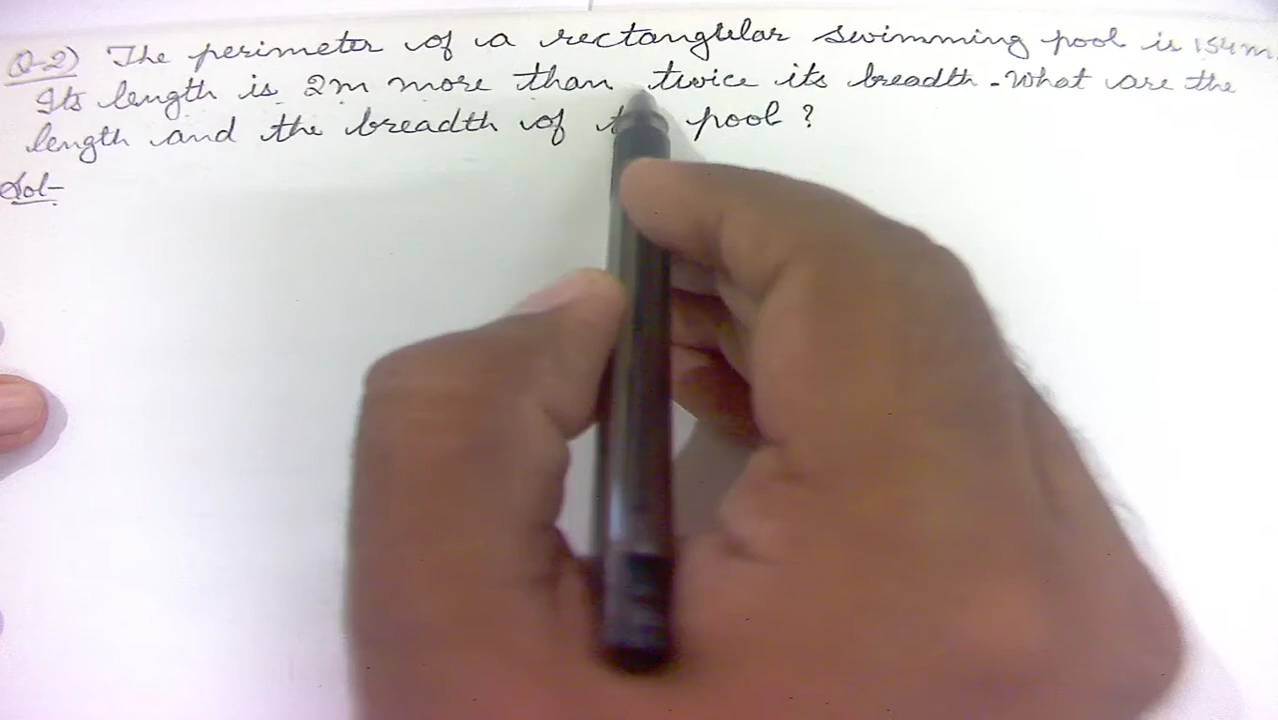 Q-2) The perimeter of a rectangular swimming pool is 154m.
Its length is 2m more than twice its breadth. What are the
length and the breadth of pool?
Sol-